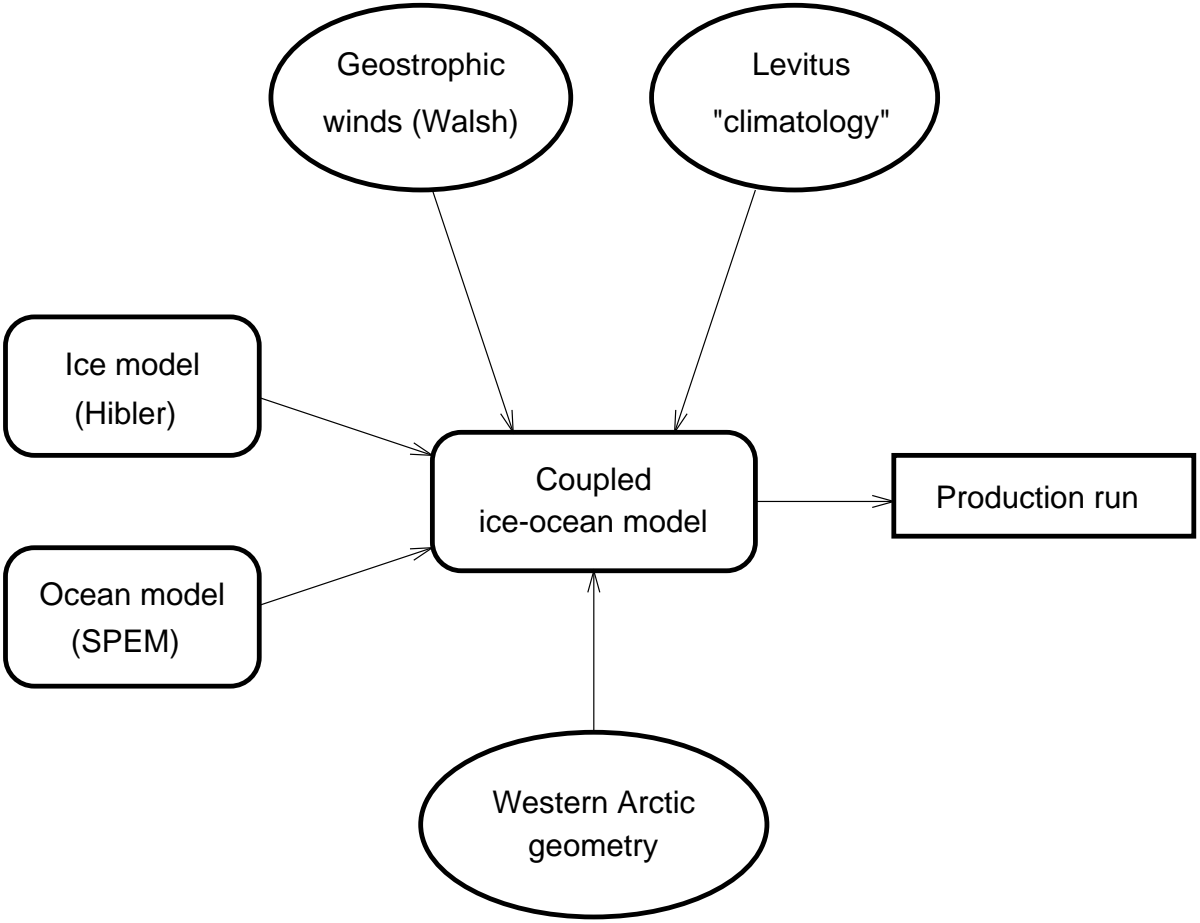 Geostrophic
winds (Walsh)
Levitus
"climatology"
Ice model
(Hibler)
Coupled
ice-ocean model
Production run
Ocean model
(SPEM)
Western Arctic
geometry